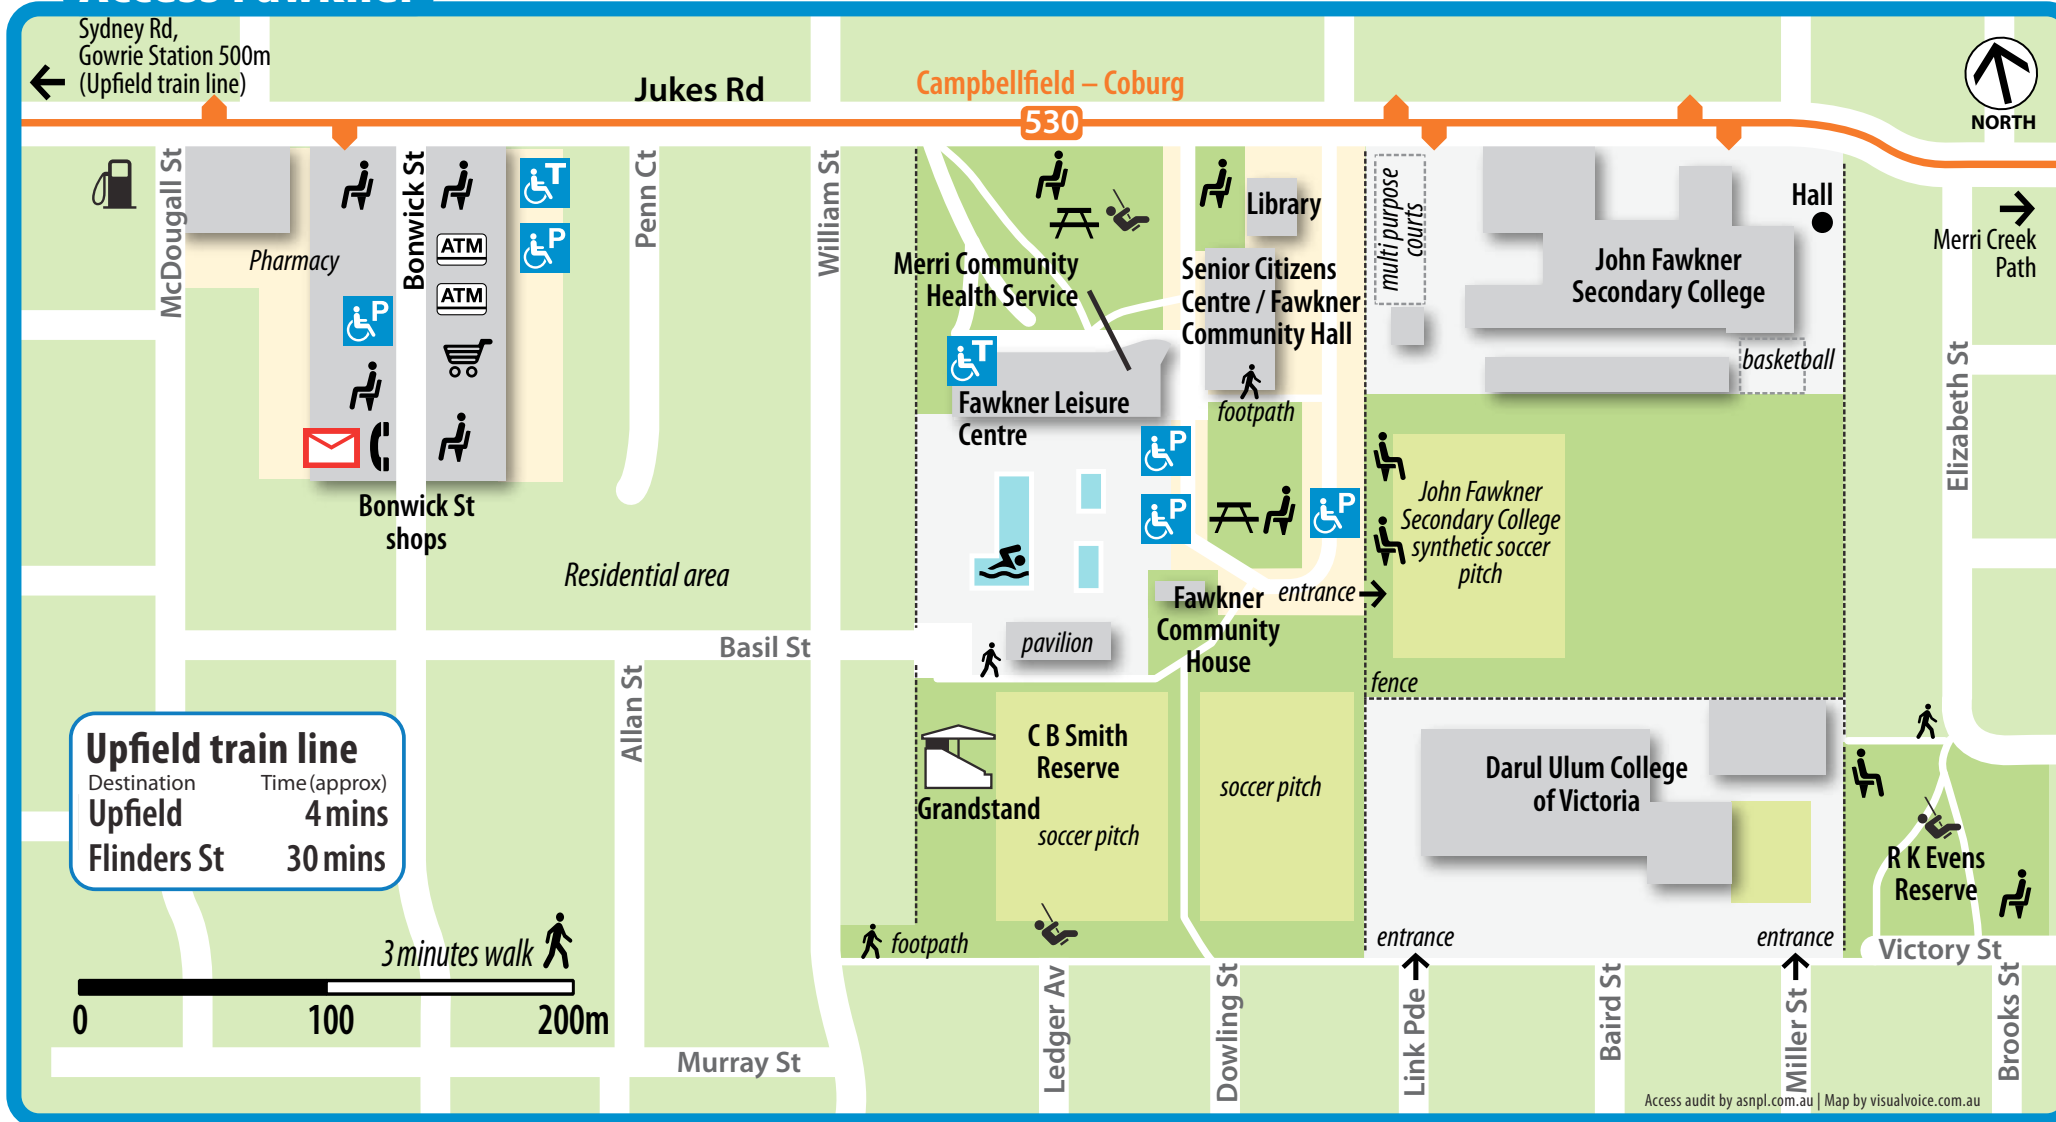 Access Fawkner
Sydney Rd,
Gowrie Station 500m
(Upfield train line)
Jukes Rd
Campbellfield – Coburg
530
NORTH
McDougall St
Pharmacy
Bonwick St
ATM
ATM
T
P
P
Penn Ct
William St
Merri Community
Health Service
T
Fawkner Leisure
Centre
Library
Senior Citizens
Centre / Fawkner
Community Hall
footpath
P
P
P
multi purpose
courts
John Fawkner
Secondary College
Hall
basketball
Merri Creek
Path
Elizabeth St
Bonwick St
shops
Residential area
John Fawkner
Secondary College
synthetic soccer
pitch
entrance
Fawkner
Community
House
pavilion
Basil St
fence
Allan St
Upfield train line
Destination Time (approx)
Upfield 4 mins
Flinders St 30 mins
C B Smith
Reserve
Grandstand
soccer pitch
soccer pitch
Darul Ulum College
of Victoria
R K Evens
Reserve
3 minutes walk
0 100 200m
footpath
entrance
entrance
Victory St
Murray St
Ledger Av
Dowling St
Link Pde
Baird St
Miller St
Brooks St
Access audit by asnpl.com.au | Map by visualvoice.com.au